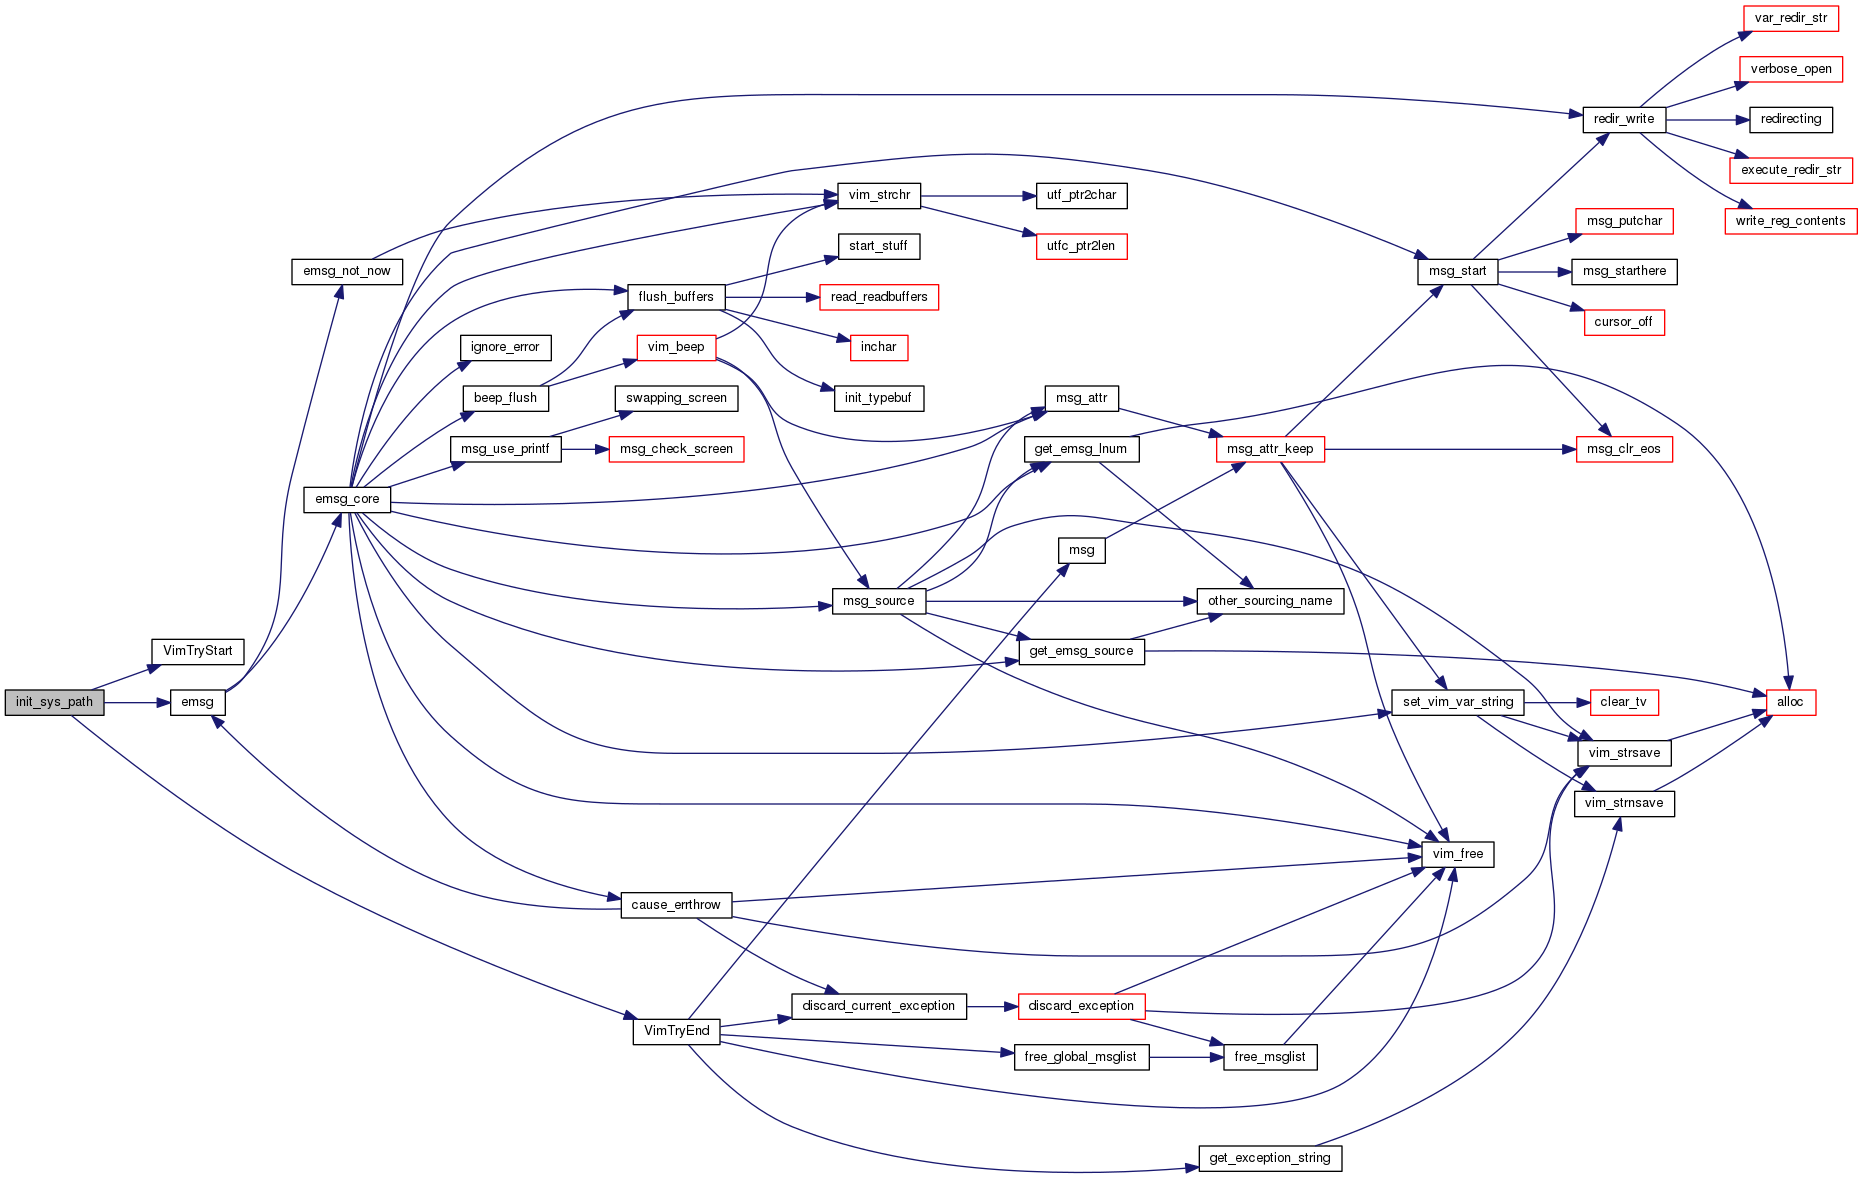 var_redir_str
verbose_open
redir_write
redirecting
execute_redir_str
vim_strchr
utf_ptr2char
write_reg_contents
msg_putchar
start_stuff
utfc_ptr2len
emsg_not_now
msg_start
msg_starthere
flush_buffers
read_readbuffers
cursor_off
ignore_error
vim_beep
inchar
beep_flush
swapping_screen
init_typebuf
msg_attr
msg_use_printf
msg_check_screen
get_emsg_lnum
msg_attr_keep
msg_clr_eos
emsg_core
msg
msg_source
other_sourcing_name
VimTryStart
get_emsg_source
init_sys_path
emsg
set_vim_var_string
clear_tv
alloc
vim_strsave
vim_strnsave
vim_free
cause_errthrow
discard_current_exception
discard_exception
VimTryEnd
free_global_msglist
free_msglist
get_exception_string